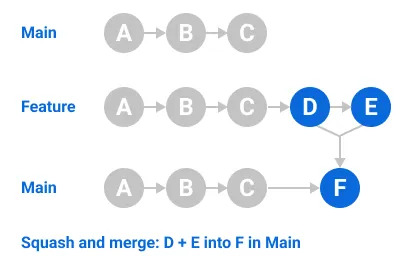 Main A B C
Feature A B C D E
Main A B C F
Squash and merge: D + E into F in Main